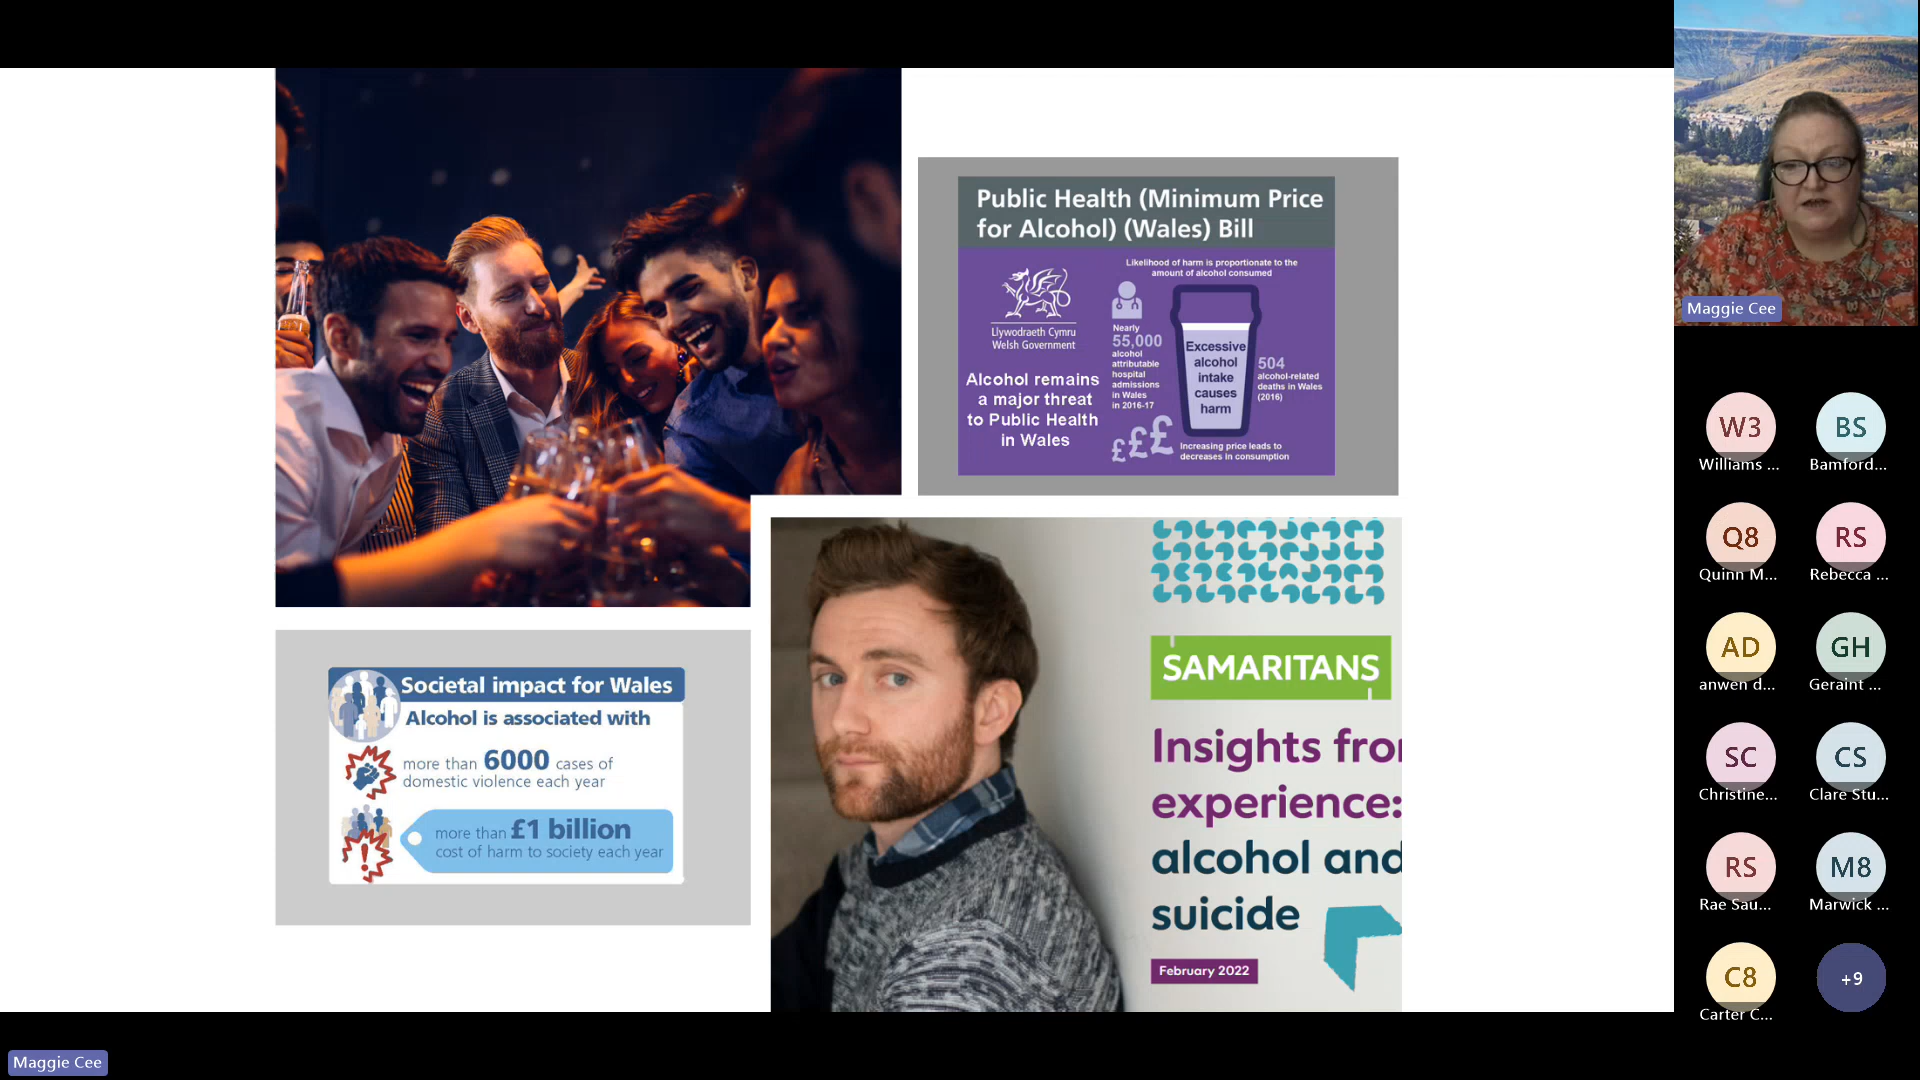 Public Health (Minimum Price
for Alcohol) (Wales) Bill
Likelihood of harm is proportionate to the
amount of alcohol consumed
Llywodraeth Cymru
Welsh Government
Alcohol remains
a major threat
to Public Health
in Wales
Nearly
55,000
alcohol
attributable
hospital
admissions
in Wales
in 2016-17
Excessive
alcohol
intake
causes
harm
504
alcohol-related
deaths in Wales
(2016)
£££
Increasing price leads to
decreases in consumption
Societal impact for Wales
Alcohol is associated with
more than 6000 cases of
domestic violence each year
more than £1 billion
cost of harm to society each year
SAMARITANS
Insights fro
experience:
alcohol and
suicide
February 2022
Maggie Cee
W3
Williams ...
BS
Bamford...
Q8
Quinn M...
RS
Rebecca ...
AD
anwen d...
GH
Geraint ...
SC
Christine...
CS
Clare Stu...
RS
Rae Sau...
M8
Marwick ...
C8
Carter C...
+9
Maggie Cee